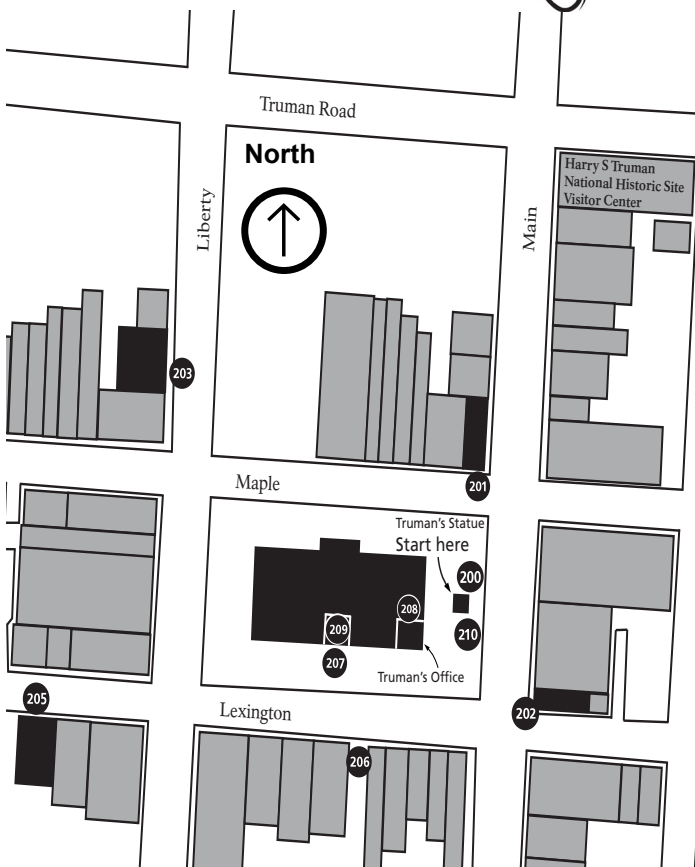 Truman Road
North
Harry S Truman
National Historic Site
Visitor Center
Liberty
Main
203
201
Maple
Truman's Statue
Start here
200
208
209
210
207
Truman's Office
205
202
Lexington
206